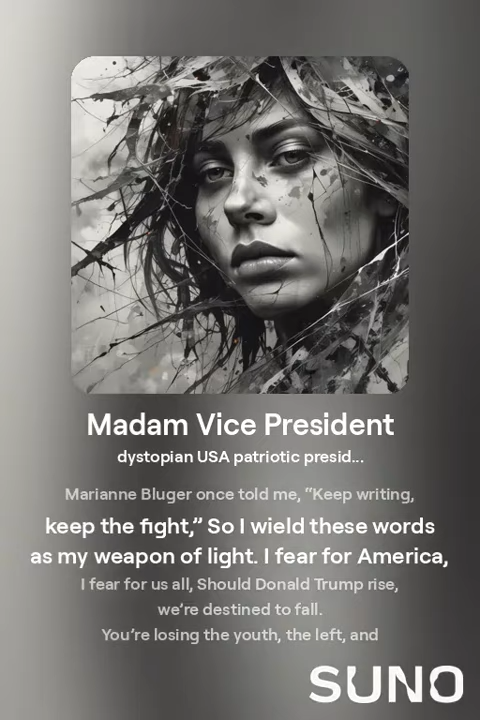 Madam Vice President
dystopian USA patriotic presid...
Marianne Bluger once told me, “Keep writing,
keep the fight,” So I wield these words
as my weapon of light. I fear for America,
I fear for us all, Should Donald Trump rise,
we’re destined to fall.
You’re losing the youth, the left, and
SUNO